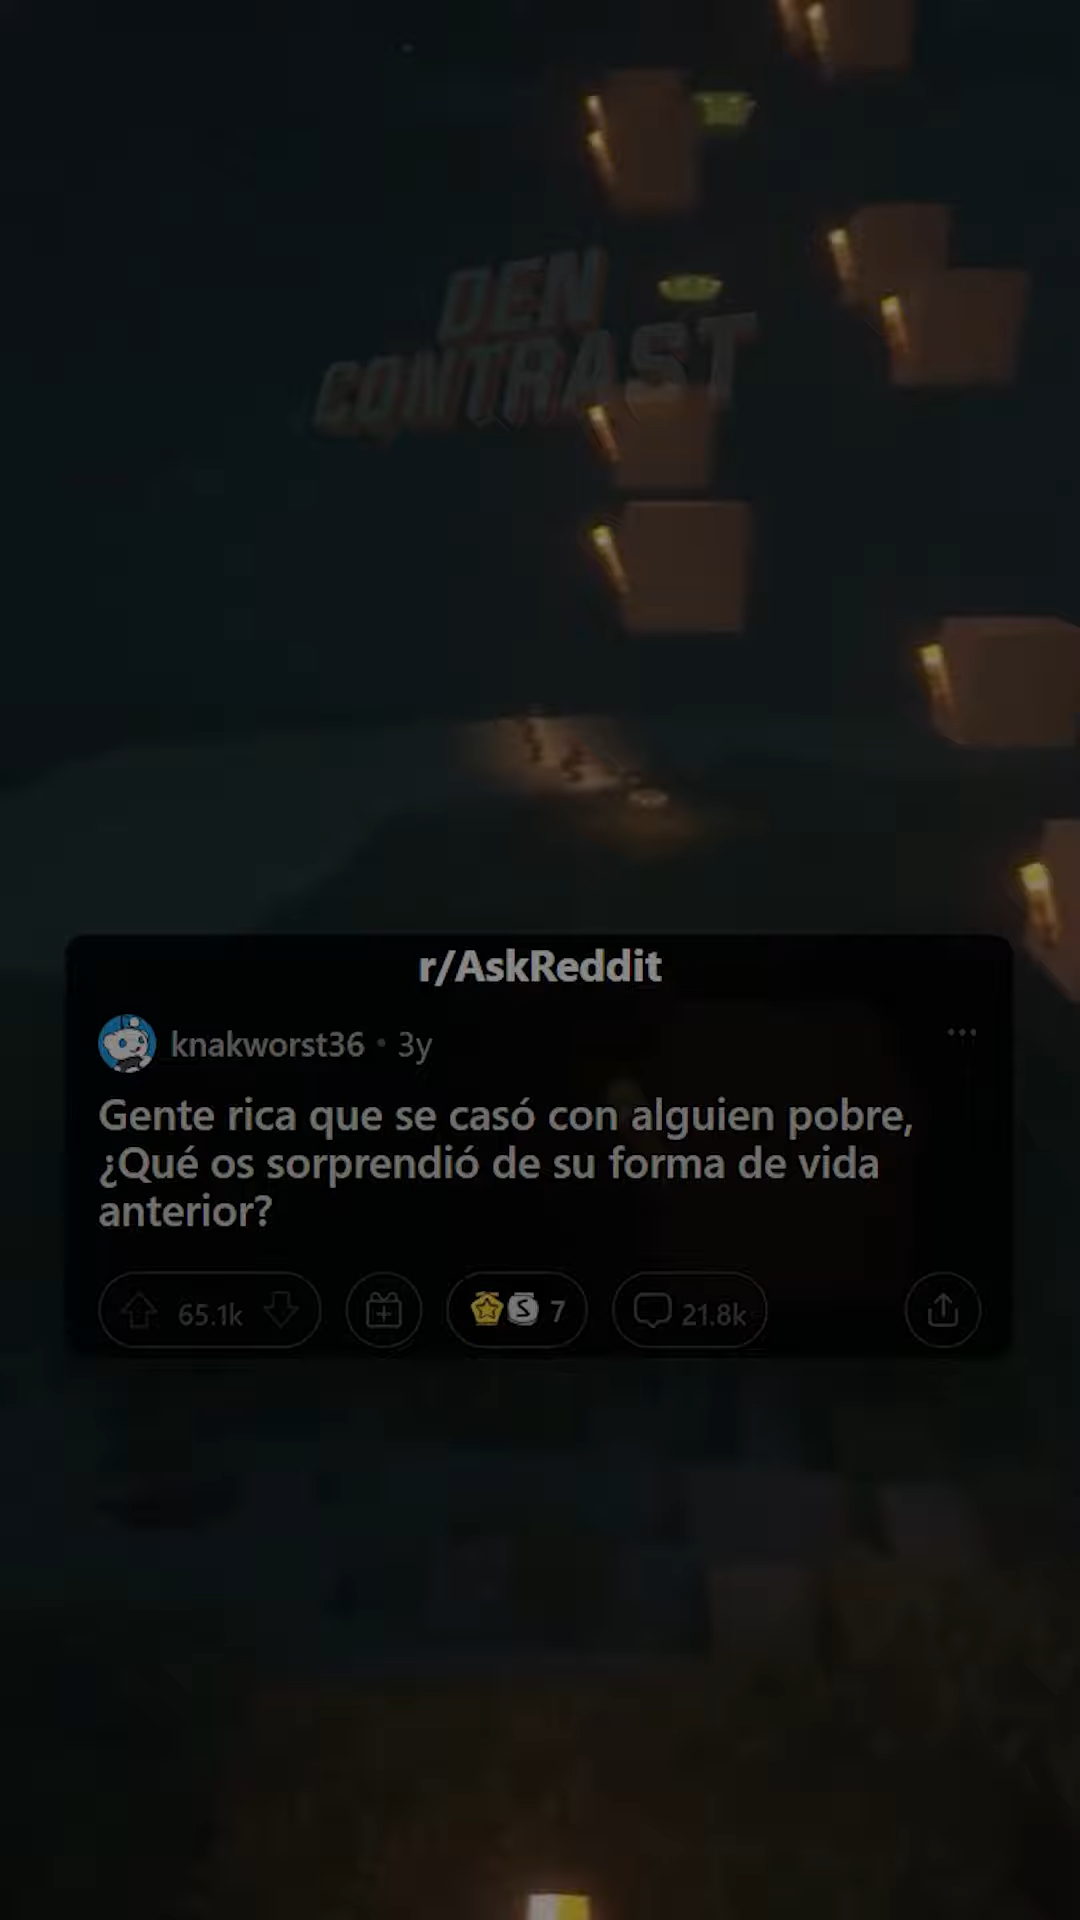 DEN
CONTRAST
r/AskReddit
knakworst36 • 3y
Gente rica que se casó con alguien pobre,
¿Qué os sorprendió de su forma de vida
anterior?
65.1k 7 21.8k